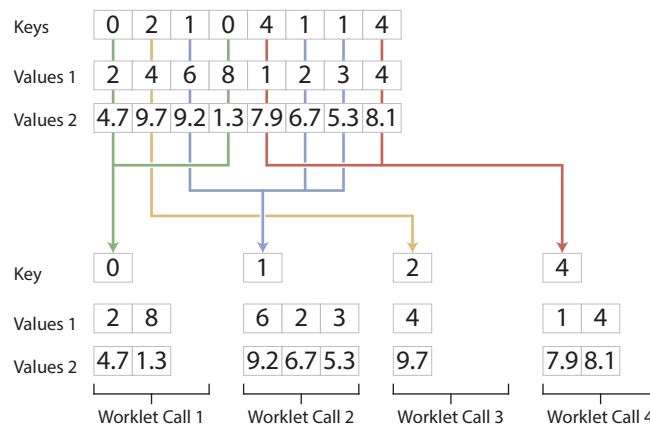 Keys 0 2 1 0 4 1 1 4
Values 1 2 4 6 8 1 2 3 4
Values 2 4.7 9.7 9.2 1.3 7.9 6.7 5.3 8.1
Key 0 1 2 4
Values 1 2 8 6 2 3 4 1 4
Values 2 4.7 1.3 9.2 6.7 5.3 9.7 7.9 8.1
Worklet Call 1 Worklet Call 2 Worklet Call 3 Worklet Call 4